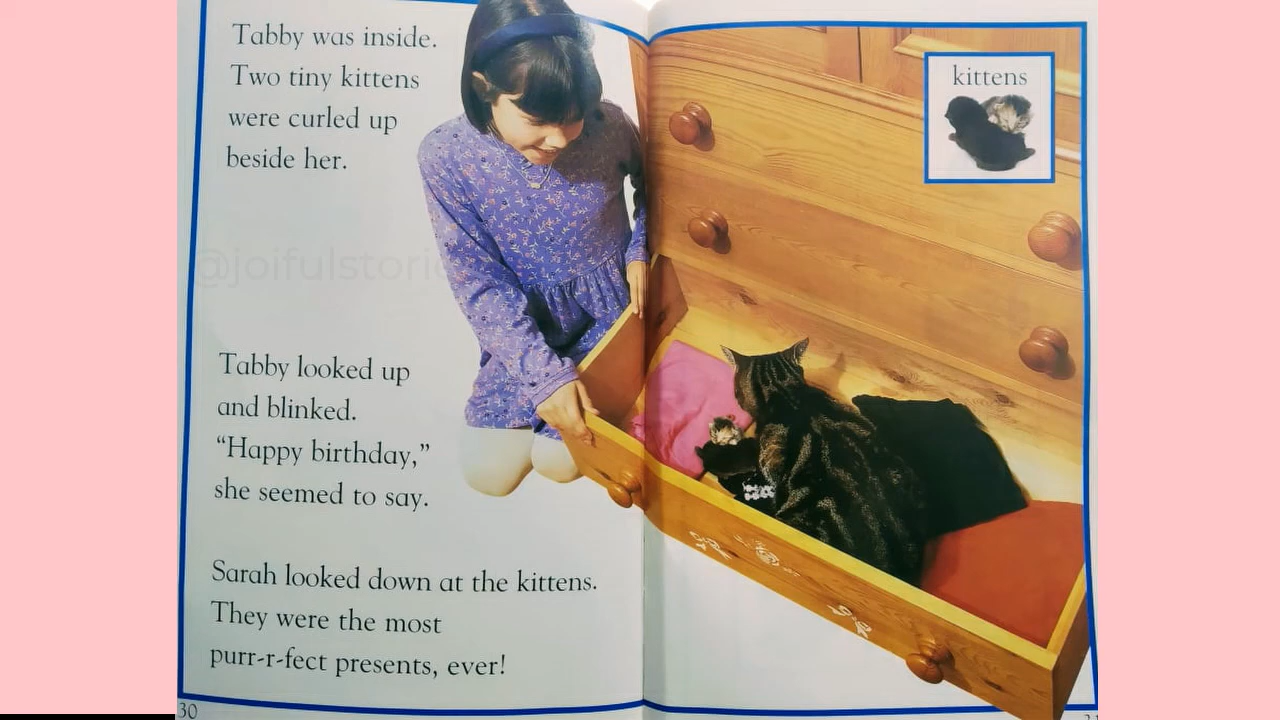 Tabby was inside.
Two tiny kittens
were curled up
beside her.
@joifulstori
Tabby looked up
and blinked.
“Happy birthday,”
she seemed to say.
Sarah looked down at the kittens.
They were the most
purr-r-fect presents, ever!
30
kittens